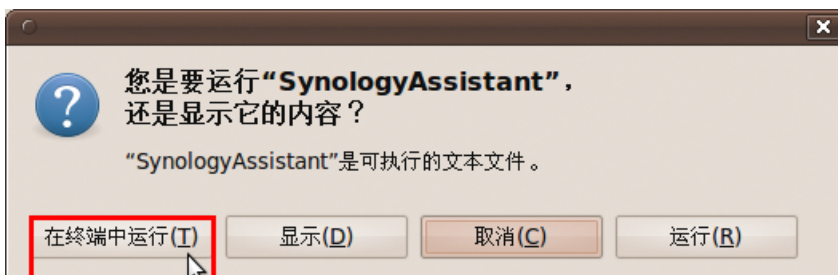 您是要运行“SynologyAssistant”，
还是显示它的内容？
“SynologyAssistant”是可执行的文本文件。
在终端中运行(T) 显示(D) 取消(C) 运行(R)